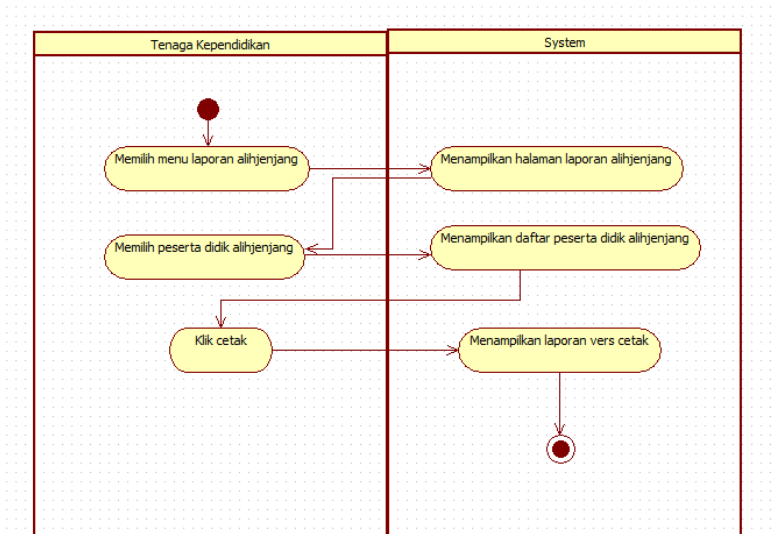 Tenaga Kependidikan
System
Memilih menu laporan alihjenjang
Menampilkan halaman laporan alihjenjang
Memilih peserta didik alihjenjang
Menampilkan daftar peserta didik alihjenjang
Klik cetak
Menampilkan laporan vers cetak